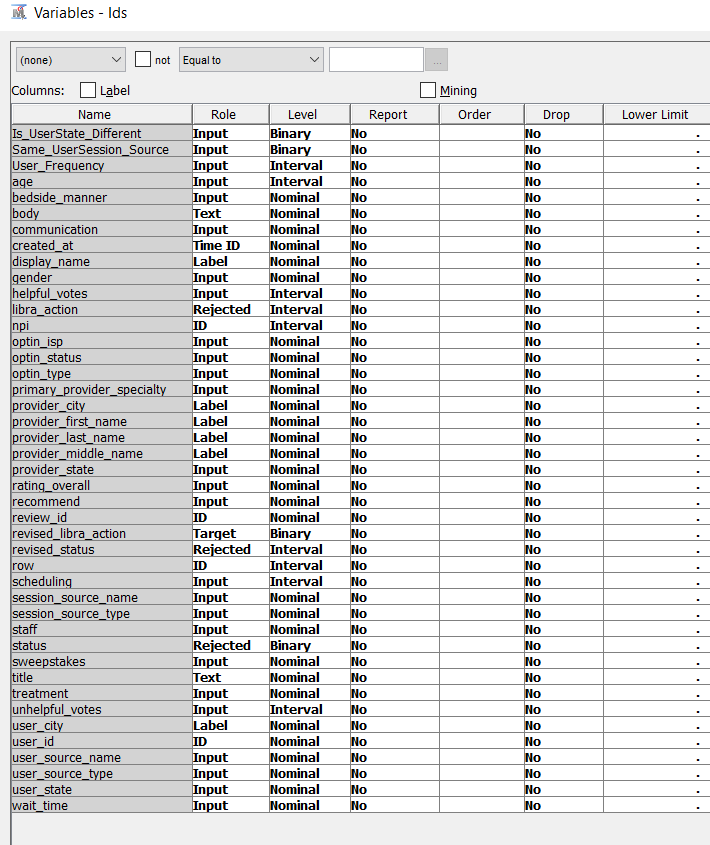 Variables - Ids
(none) not Equal to ...
Columns: Label Mining
Name Role Level Report Order Drop Lower Limit
Is_UserState_Different Input Binary No No .
Same_UserSession_Source Input Binary No No .
User_Frequency Input Interval No No .
age Input Interval No No .
bedside_manner Input Nominal No No .
body Text Nominal No No .
communication Input Nominal No No .
created_at Time ID Nominal No No .
display_name Label Nominal No No .
gender Input Nominal No No .
helpful_votes Input Interval No No .
libra_action Rejected Interval No No .
npi ID Interval No No .
optin_isp Input Nominal No No .
optin_status Input Nominal No No .
optin_type Input Nominal No No .
primary_provider_specialty Input Nominal No No .
provider_city Label Nominal No No .
provider_first_name Label Nominal No No .
provider_last_name Label Nominal No No .
provider_middle_name Label Nominal No No .
provider_state Input Nominal No No .
rating_overall Input Nominal No No .
recommend Input Nominal No No .
review_id ID Nominal No No .
revised_libra_action Target Binary No No .
revised_status Rejected Interval No No .
row ID Interval No No .
scheduling Input Interval No No .
session_source_name Input Nominal No No .
session_source_type Input Nominal No No .
staff Input Nominal No No .
status Rejected Binary No No .
sweepstakes Input Nominal No No .
title Text Nominal No No .
treatment Input Nominal No No .
unhelpful_votes Input Interval No No .
user_city Label Nominal No No .
user_id ID Nominal No No .
user_source_name Input Nominal No No .
user_source_type Input Nominal No No .
user_state Input Nominal No No .
wait_time Input Nominal No No .